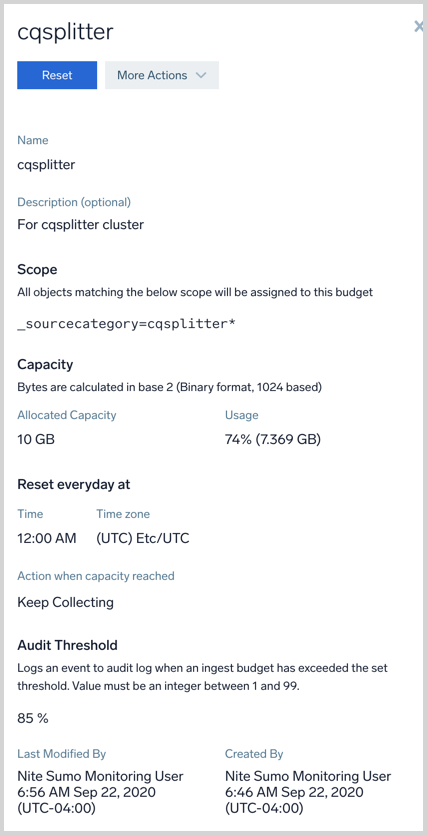 cqsplitter
Reset
More Actions
Name
cqsplitter
Description (optional)
For cqsplitter cluster
Scope
All objects matching the below scope will be assigned to this budget
_sourcecategory=cqsplitter*
Capacity
Bytes are calculated in base 2 (Binary format, 1024 based)
Allocated Capacity
Usage
10 GB
74% (7.369 GB)
Reset everyday at
Time
Time zone
12:00 AM
(UTC) Etc/UTC
Action when capacity reached
Keep Collecting
Audit Threshold
Logs an event to audit log when an ingest budget has exceeded the set
threshold. Value must be an integer between 1 and 99.
85 %
Last Modified By
Nite Sumo Monitoring User
6:56 AM Sep 22, 2020
(UTC-04:00)
Created By
Nite Sumo Monitoring User
6:46 AM Sep 22, 2020
(UTC-04:00)